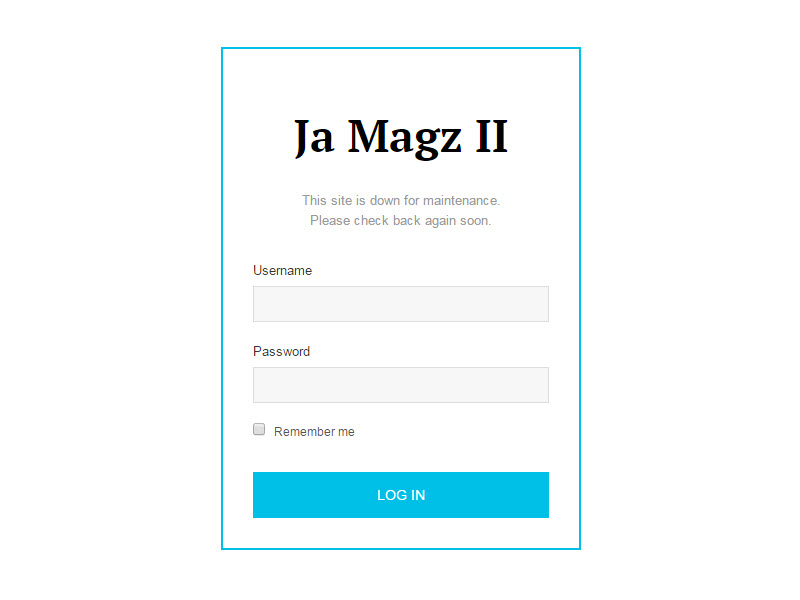 Ja Magz II
This site is down for maintenance.
Please check back again soon.
Username
Password
Remember me
LOG IN